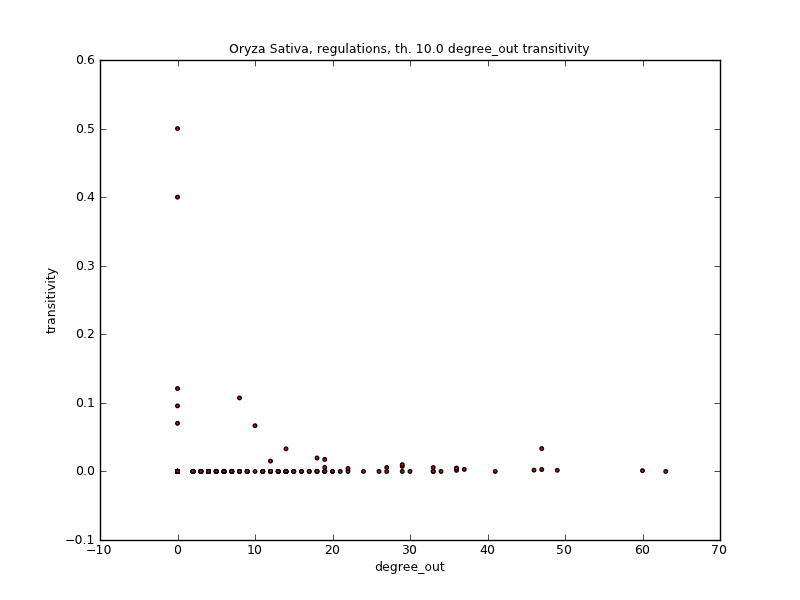 Oryza Sativa, regulations, th. 10.0 degree_out transitivity
0.6
0.5
0.4
0.3
0.2
0.1
0.0
−0.1
transitivity
−10 0 10 20 30 40 50 60 70
degree_out